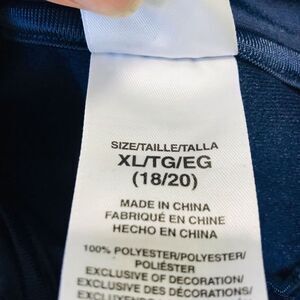 SIZE/TAILLE/TALLA
XL/TG/EG
(18/20)
MADE IN CHINA
FABRIQUÉ EN CHINE
HECHO EN CHINA
100% POLYESTER/POLYESTER/
POLIÉSTER
EXCLUSIVE OF DECORATION/
EXCLUSIVE DES DÉCORATIONS/